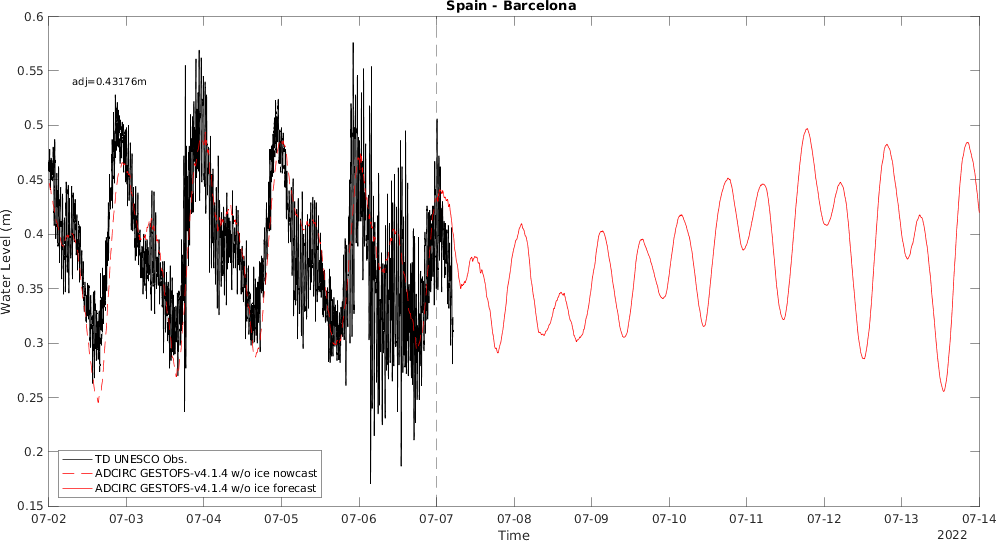 Spain - Barcelona
0.6
0.55
0.5
0.45
0.4
0.35
0.3
0.25
0.2
0.15
Water Level (m)
adj=0.43176m
TD UNESCO Obs.
ADCIRC GESTOFS-v4.1.4 w/o ice nowcast
ADCIRC GESTOFS-v4.1.4 w/o ice forecast
07-02 07-03 07-04 07-05 07-06 07-07 07-08 07-09 07-10 07-11 07-12 07-13 07-14
Time
2022